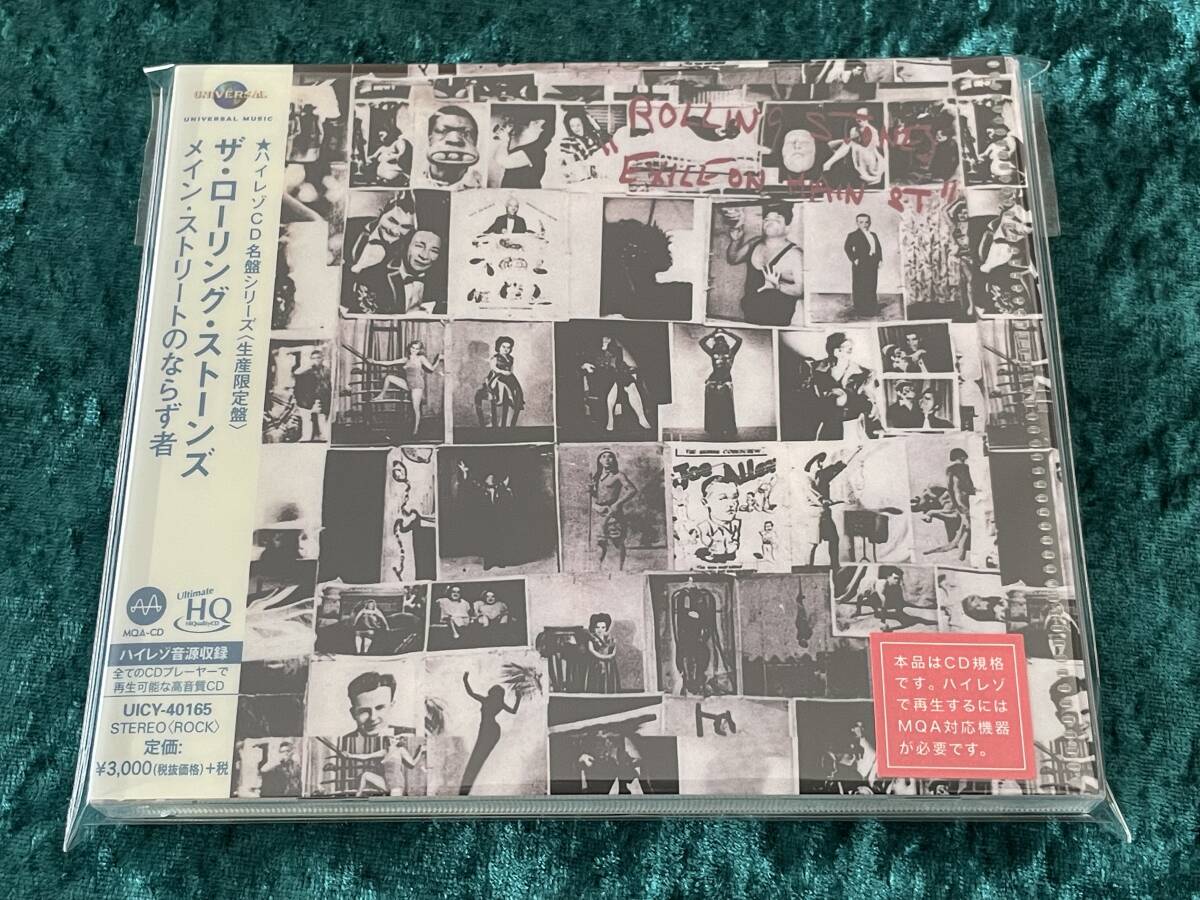 UNIVERSAL
UNIVERSAL MUSIC
★ハイレゾCD名盤シリーズ〈生産限定盤〉
ザ・ローリング・ストーンズ
メイン・ストリートのならず者
MQA-CD
Ultimate
HQ
HiQualityCD
ハイレゾ音源収録
全てのCDプレーヤーで
再生可能な高音質CD
UICY-40165
STEREO〈ROCK〉
定価:
¥3,000(税抜価格)+税
ROLLING STONES
"EXILE ON MAIN ST"
Joe Allen
本品はCD規格
です。ハイレゾ
で再生するには
MQA対応機器
が必要です。